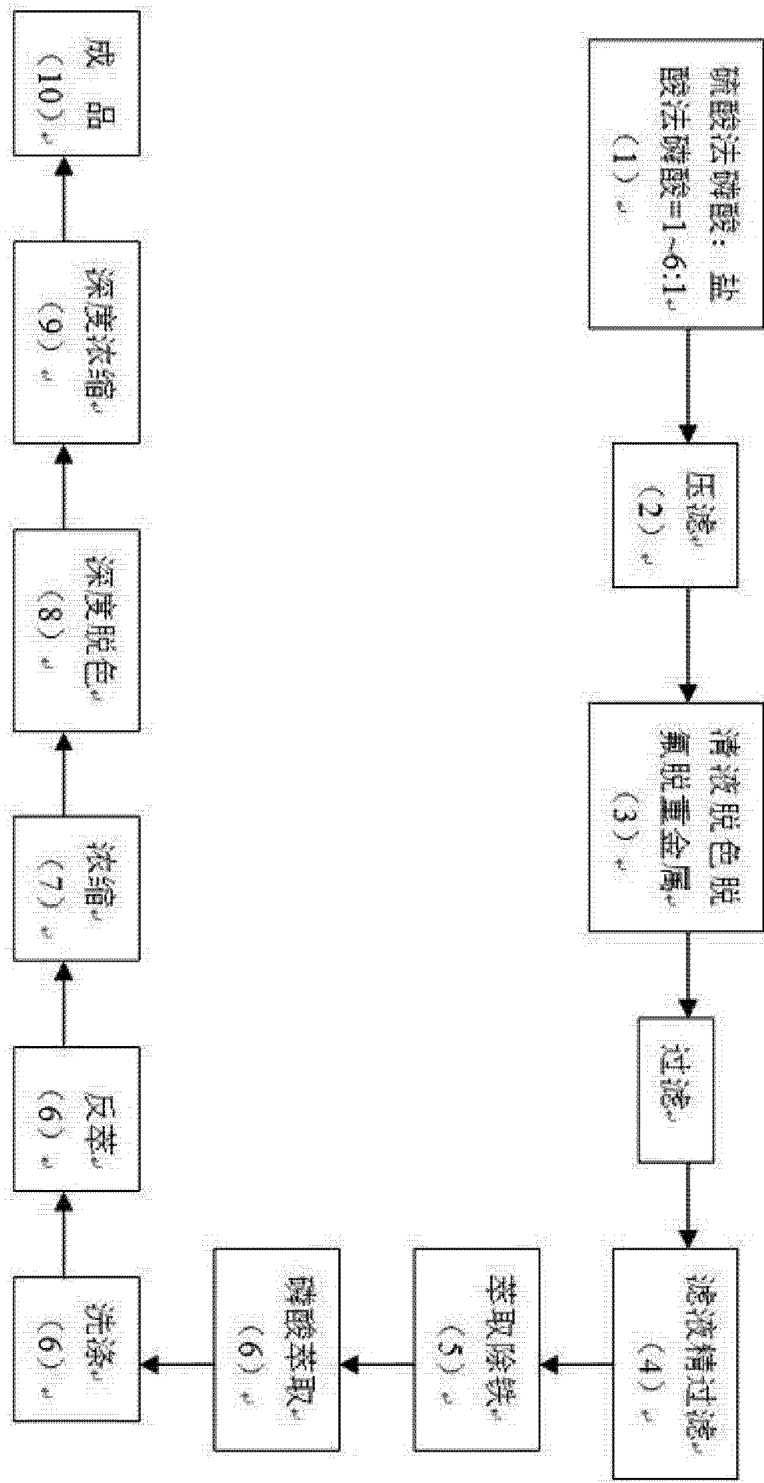 硫酸法磷酸：盐
酸法磷酸=1~6:1
（1）
压滤
（2）
清液脱色脱
氟脱重金属
（3）
过滤
滤液精过滤
（4）
萃取除铁
（5）
磷酸萃取
（6）
洗涤
（6）
反萃
（6）
浓缩
（7）
深度脱色
（8）
深度浓缩
（9）
成 品
（10）